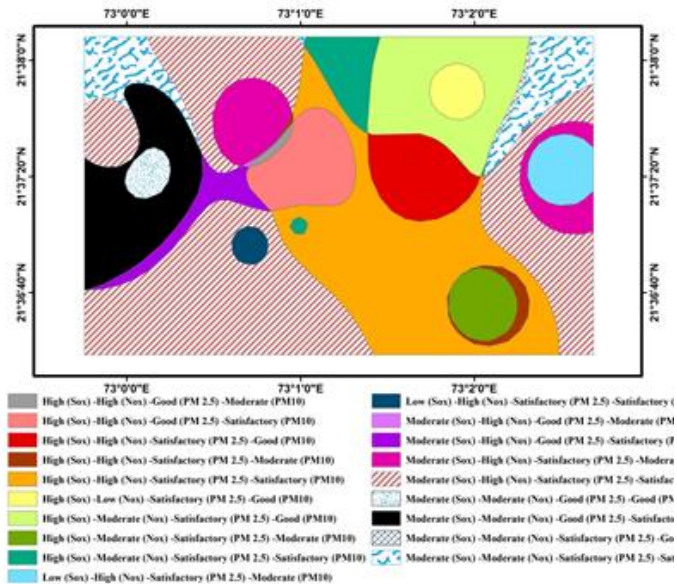 73°0'0"E 73°1'0"E 73°2'0"E
21°38'0"N 21°38'0"N
21°37'20"N 21°37'20"N
21°36'40"N 21°36'40"N
73°0'0"E 73°1'0"E 73°2'0"E
High (Sox) -High (Nox) -Good (PM 2.5) -Moderate (PM10)
High (Sox) -High (Nox) -Good (PM 2.5) -Satisfactory (PM10)
High (Sox) -High (Nox) -Satisfactory (PM 2.5) -Good (PM10)
High (Sox) -High (Nox) -Satisfactory (PM 2.5) -Moderate (PM10)
High (Sox) -High (Nox) -Satisfactory (PM 2.5) -Satisfactory (PM10)
High (Sox) -Low (Nox) -Satisfactory (PM 2.5) -Good (PM10)
High (Sox) -Moderate (Nox) -Satisfactory (PM 2.5) -Good (PM10)
High (Sox) -Moderate (Nox) -Satisfactory (PM 2.5) -Moderate (PM10)
High (Sox) -Moderate (Nox) -Satisfactory (PM 2.5) -Satisfactory (PM10)
Low (Sox) -High (Nox) -Satisfactory (PM 2.5) -Moderate (PM10)
Low (Sox) -High (Nox) -Satisfactory (PM 2.5) -Satisfactory (
Moderate (Sox) -High (Nox) -Good (PM 2.5) -Moderate (PM
Moderate (Sox) -High (Nox) -Good (PM 2.5) -Satisfactory (P
Moderate (Sox) -High (Nox) -Satisfactory (PM 2.5) -Modera
Moderate (Sox) -High (Nox) -Satisfactory (PM 2.5) -Satisfac
Moderate (Sox) -Moderate (Nox) -Good (PM 2.5) -Good (PM
Moderate (Sox) -Moderate (Nox) -Good (PM 2.5) -Satisfacto
Moderate (Sox) -Moderate (Nox) -Satisfactory (PM 2.5) -Go
Moderate (Sox) -Moderate (Nox) -Satisfactory (PM 2.5) -Sat